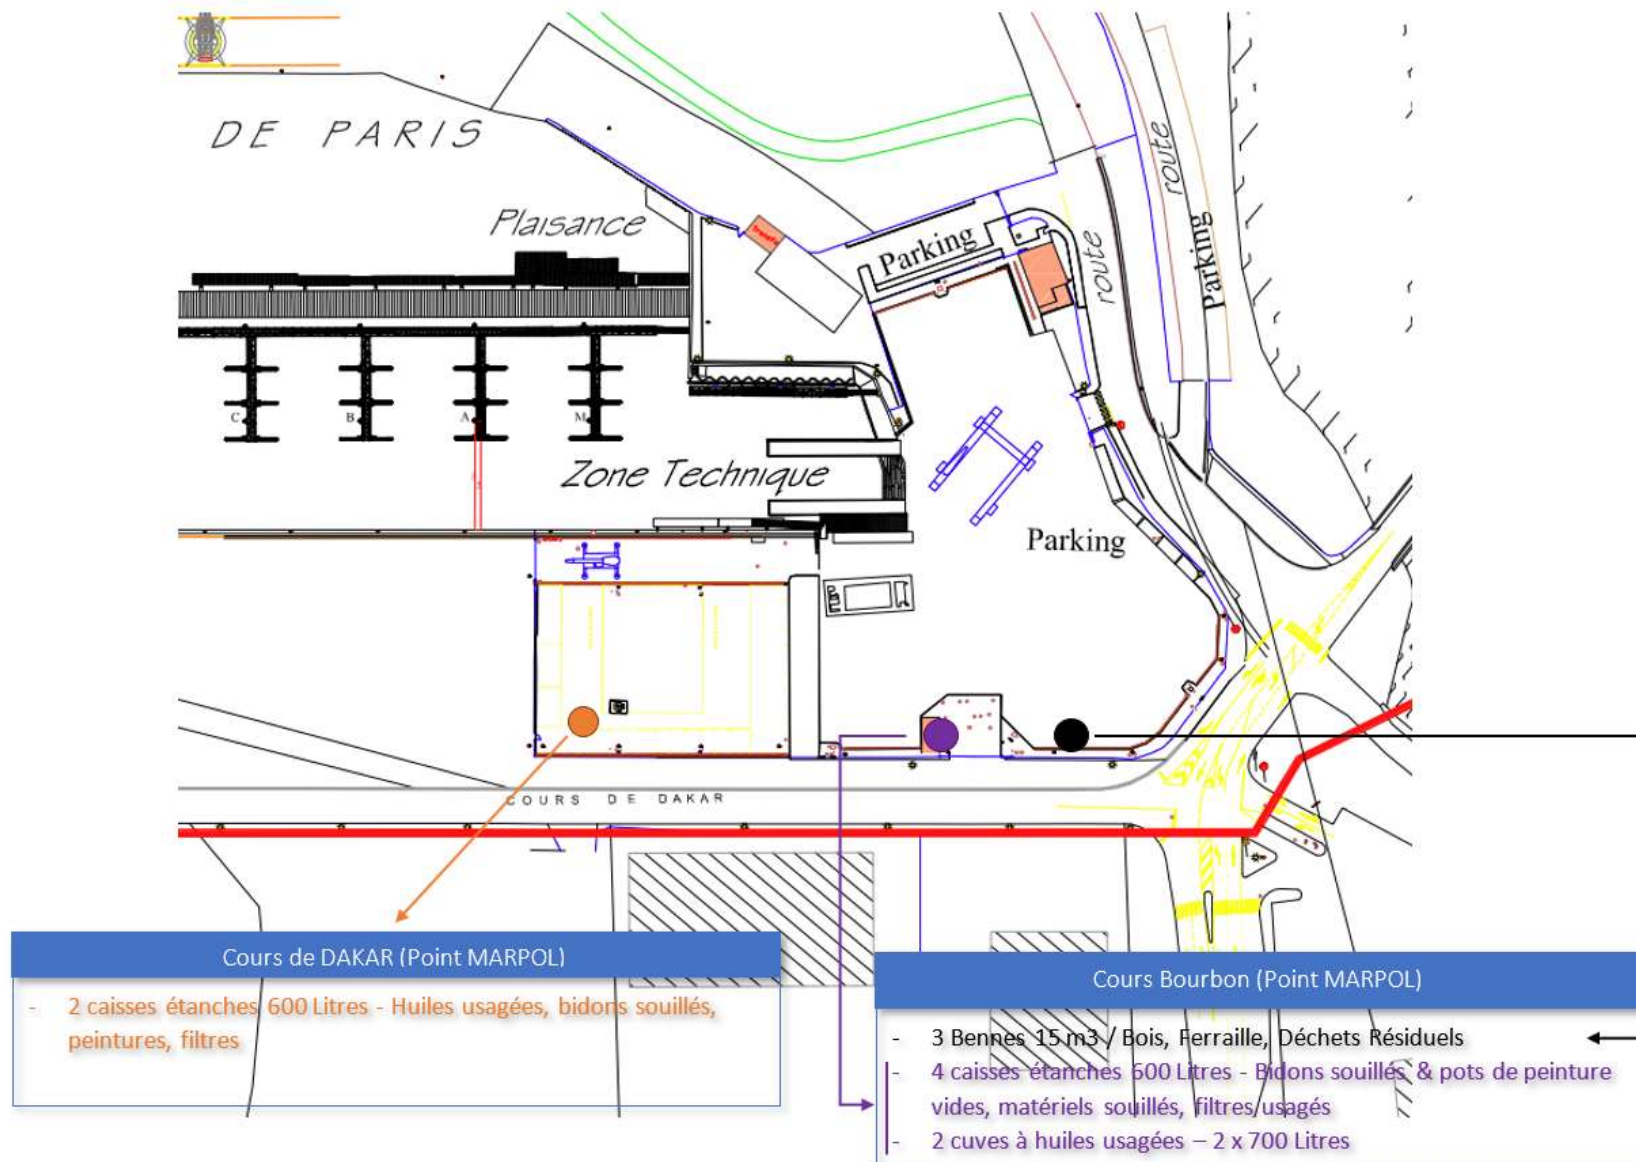 DE PARIS
Plaisance
Parking
route
route
Parking
C
B
A
M
Zone Technique
Parking
COURS DE DAKAR
Cours de DAKAR (Point MARPOL)
- 2 caisses étanches 600 Litres - Huiles usagées, bidons souillés,
peintures, filtres
Cours Bourbon (Point MARPOL)
- 3 Bennes 15 m3 / Bois, Ferraille, Déchets Résiduels
- 4 caisses étanches 600 Litres - Bidons souillés & pots de peinture
vides, matériels souillés, filtres usagés
- 2 cuves à huiles usagées – 2 x 700 Litres